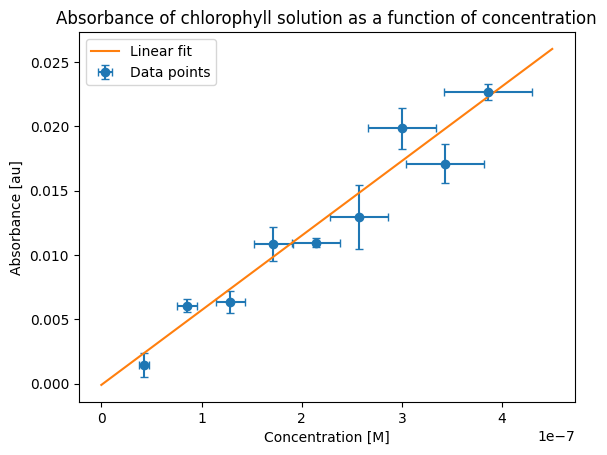 Absorbance of chlorophyll solution as a function of concentration
Linear fit
Data points
Absorbance [au]
0.025
0.020
0.015
0.010
0.005
0.000
0 1 2 3 4
Concentration [M]
1e−7